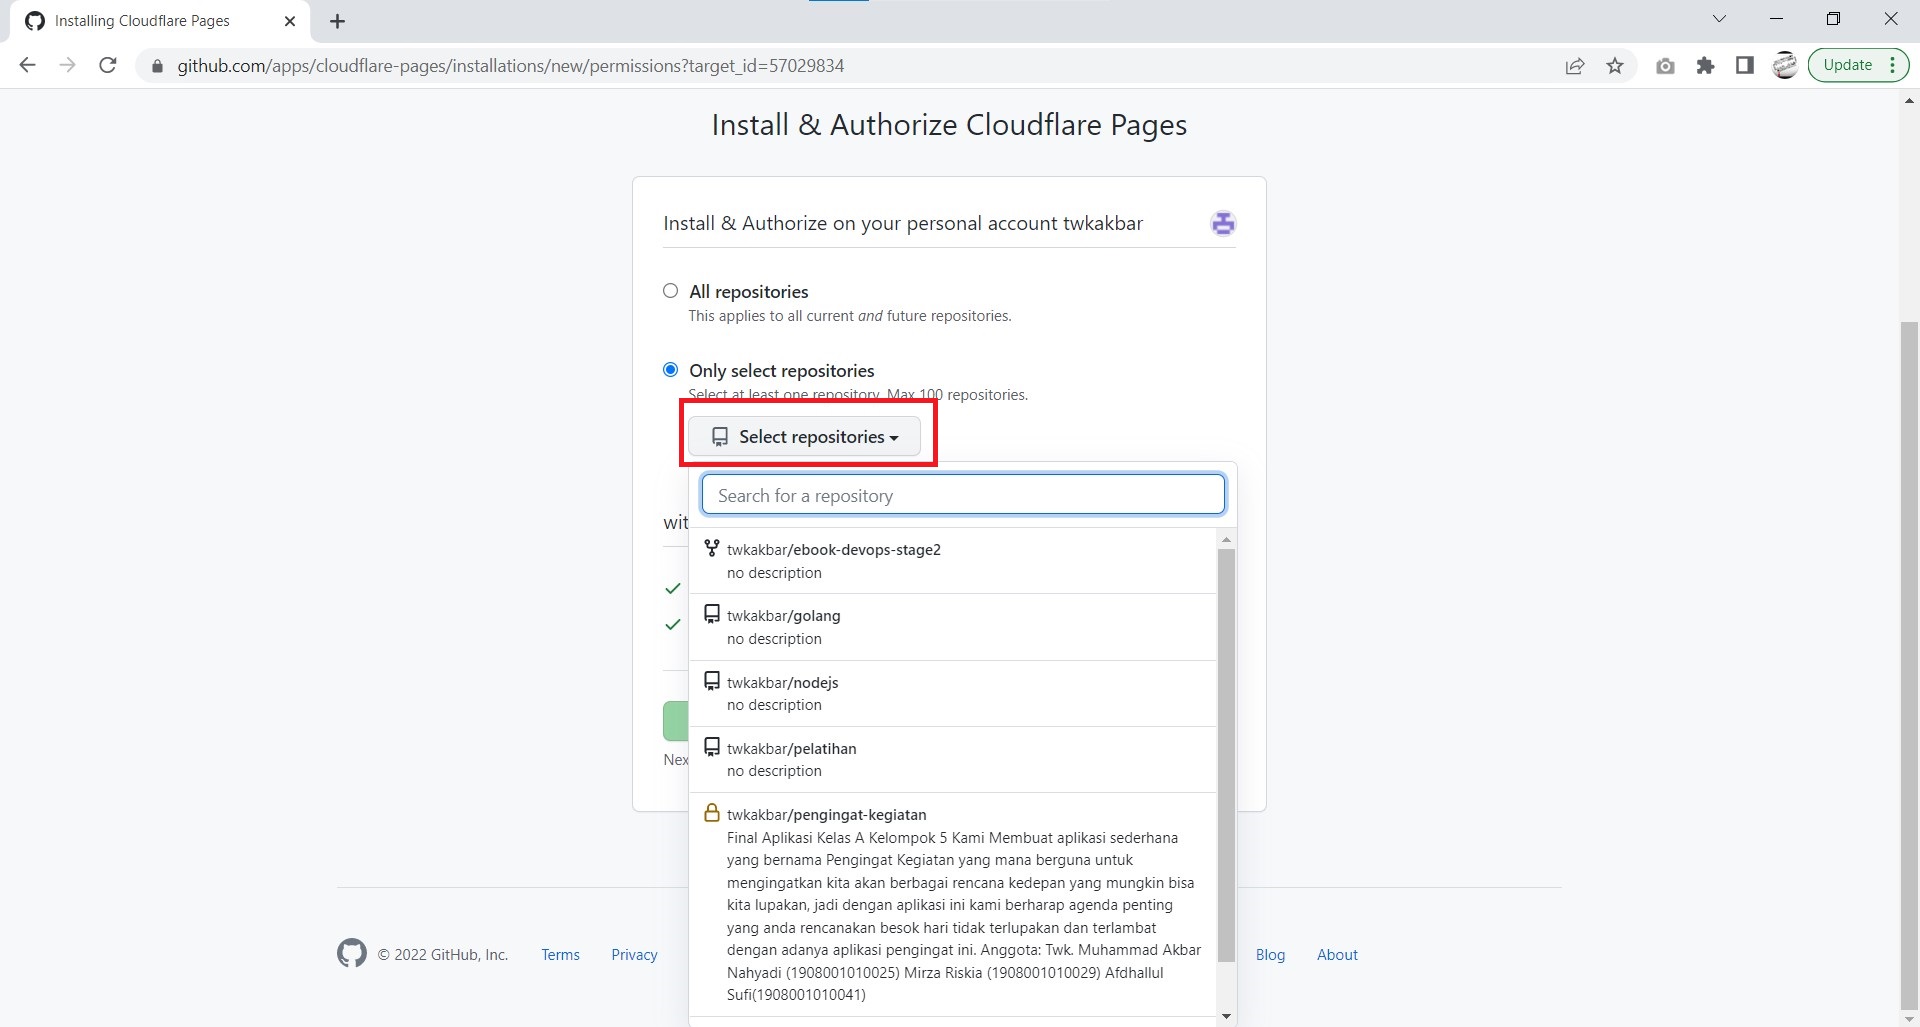 Installing Cloudflare Pages
github.com/apps/cloudflare-pages/installations/new/permissions?target_id=57029834
Update
Install & Authorize Cloudflare Pages
Install & Authorize on your personal account twkakbar
All repositories
This applies to all current and future repositories.
Only select repositories
Select at least one repository. Max 100 repositories.
Select repositories
Search for a repository
wit
twkakbar/ebook-devops-stage2
no description
twkakbar/golang
no description
twkakbar/nodejs
no description
twkakbar/pelatihan
no description
Nex
twkakbar/pengingat-kegiatan
Final Aplikasi Kelas A Kelompok 5 Kami Membuat aplikasi sederhana
yang bernama Pengingat Kegiatan yang mana berguna untuk
mengingatkan kita akan berbagai rencana kedepan yang mungkin bisa
kita lupakan, jadi dengan aplikasi ini kami berharap agenda penting
yang anda rencanakan besok hari tidak terlupakan dan terlambat
dengan adanya aplikasi pengingat ini. Anggota: Twk. Muhammad Akbar
Nahyadi (1908001010025) Mirza Riskia (1908001010029) Afdhallul
Sufi(1908001010041)
© 2022 GitHub, Inc.
Terms
Privacy
Blog
About